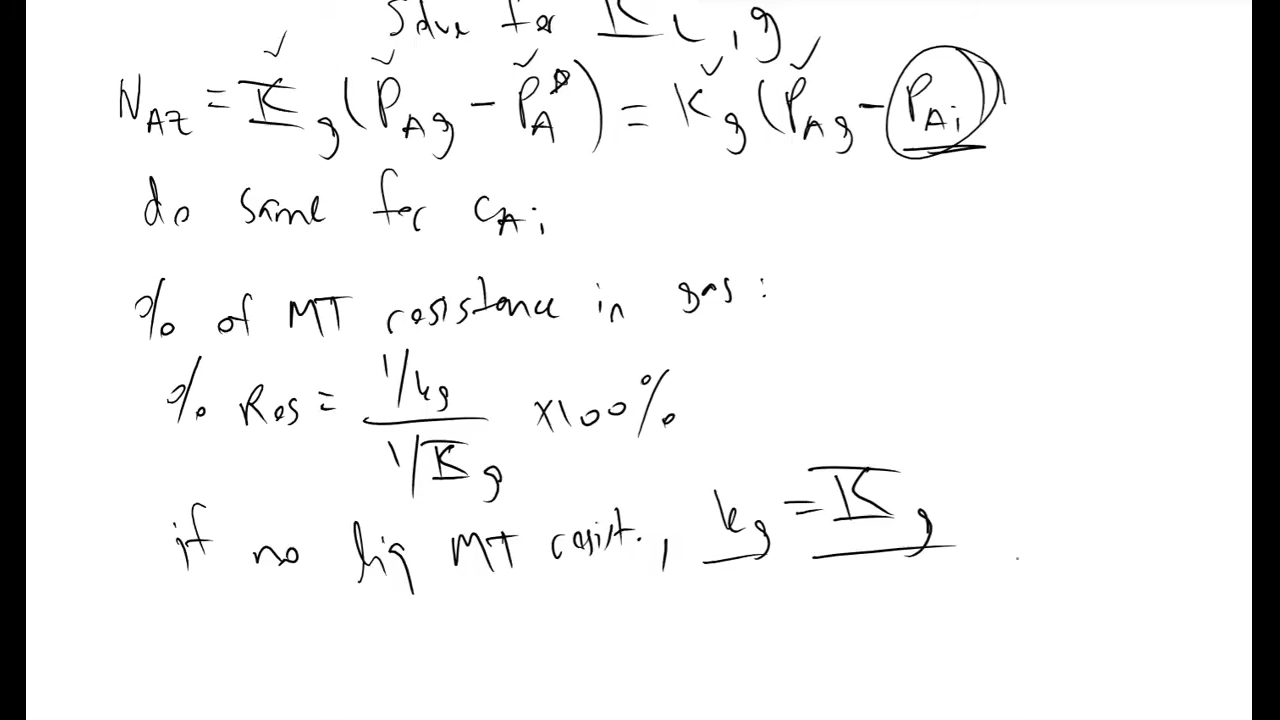 Solve for K L, g
N_AZ = K_g (P_Ag - P_A*) = k_g (P_Ag - P_Ai)
do same for C_Ai
% of MT resistance in gas:
% Res = (1/k_g) / (1/K_g) x100%
if no liq MT resist., k_g = K_g